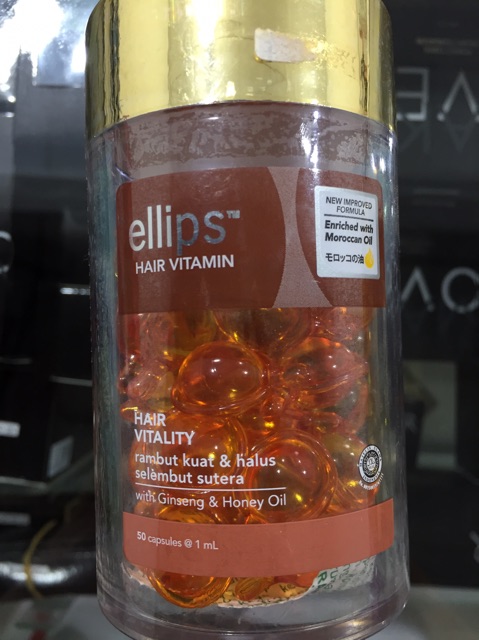 ellips™
HAIR VITAMIN
NEW IMPROVED
FORMULA
Enriched with
Moroccan Oil
モロッコの油
HAIR
VITALITY
rambut kuat & halus
selembut sutera
with Ginseng & Honey Oil
50 capsules @ 1 mL